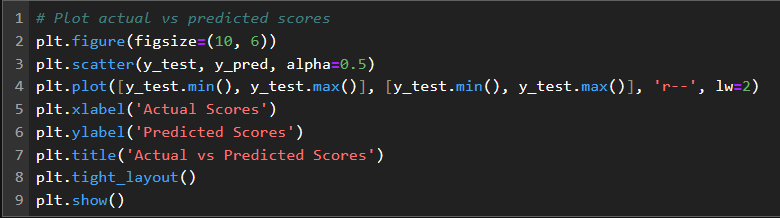 1 # Plot actual vs predicted scores
2 plt.figure(figsize=(10, 6))
3 plt.scatter(y_test, y_pred, alpha=0.5)
4 plt.plot([y_test.min(), y_test.max()], [y_test.min(), y_test.max()], 'r--', lw=2)
5 plt.xlabel('Actual Scores')
6 plt.ylabel('Predicted Scores')
7 plt.title('Actual vs Predicted Scores')
8 plt.tight_layout()
9 plt.show()